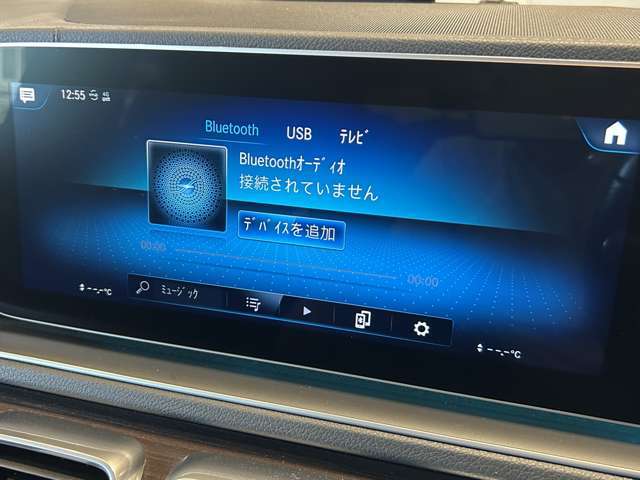 12:55 4G
Bluetooth USB ﾃﾚﾋﾞ
Bluetoothｵｰﾃﾞｨｵ
接続されていません
ﾃﾞﾊﾞｲｽを追加
00:00 00:00
--.-°C ﾐｭｰｼﾞｯｸ --.-°C